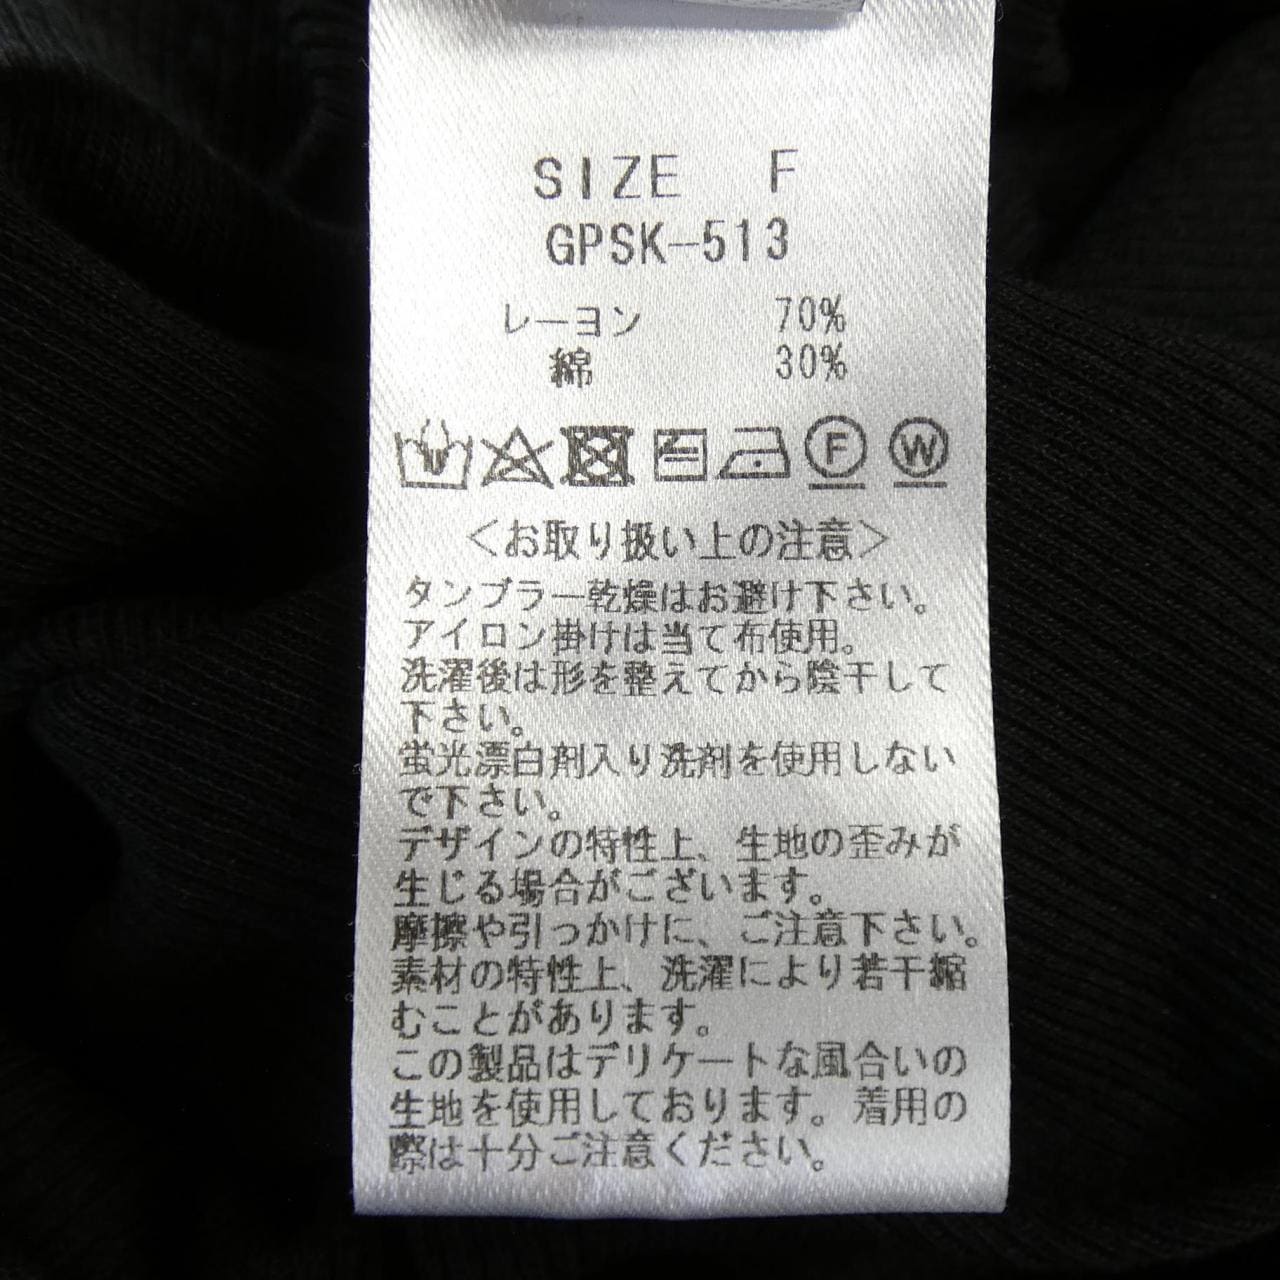 SIZE F
GPSK-513
レーヨン 70%
綿 30%
F W
＜お取り扱い上の注意＞
タンブラー乾燥はお避け下さい。
アイロン掛けは当て布使用。
洗濯後は形を整えてから陰干して
下さい。
蛍光漂白剤入り洗剤を使用しない
で下さい。
デザインの特性上、生地の歪みが
生じる場合がございます。
摩擦や引っかけに、ご注意下さい。
素材の特性上、洗濯により若干縮
むことがあります。
この製品はデリケートな風合いの
生地を使用しております。着用の
際は十分ご注意ください。